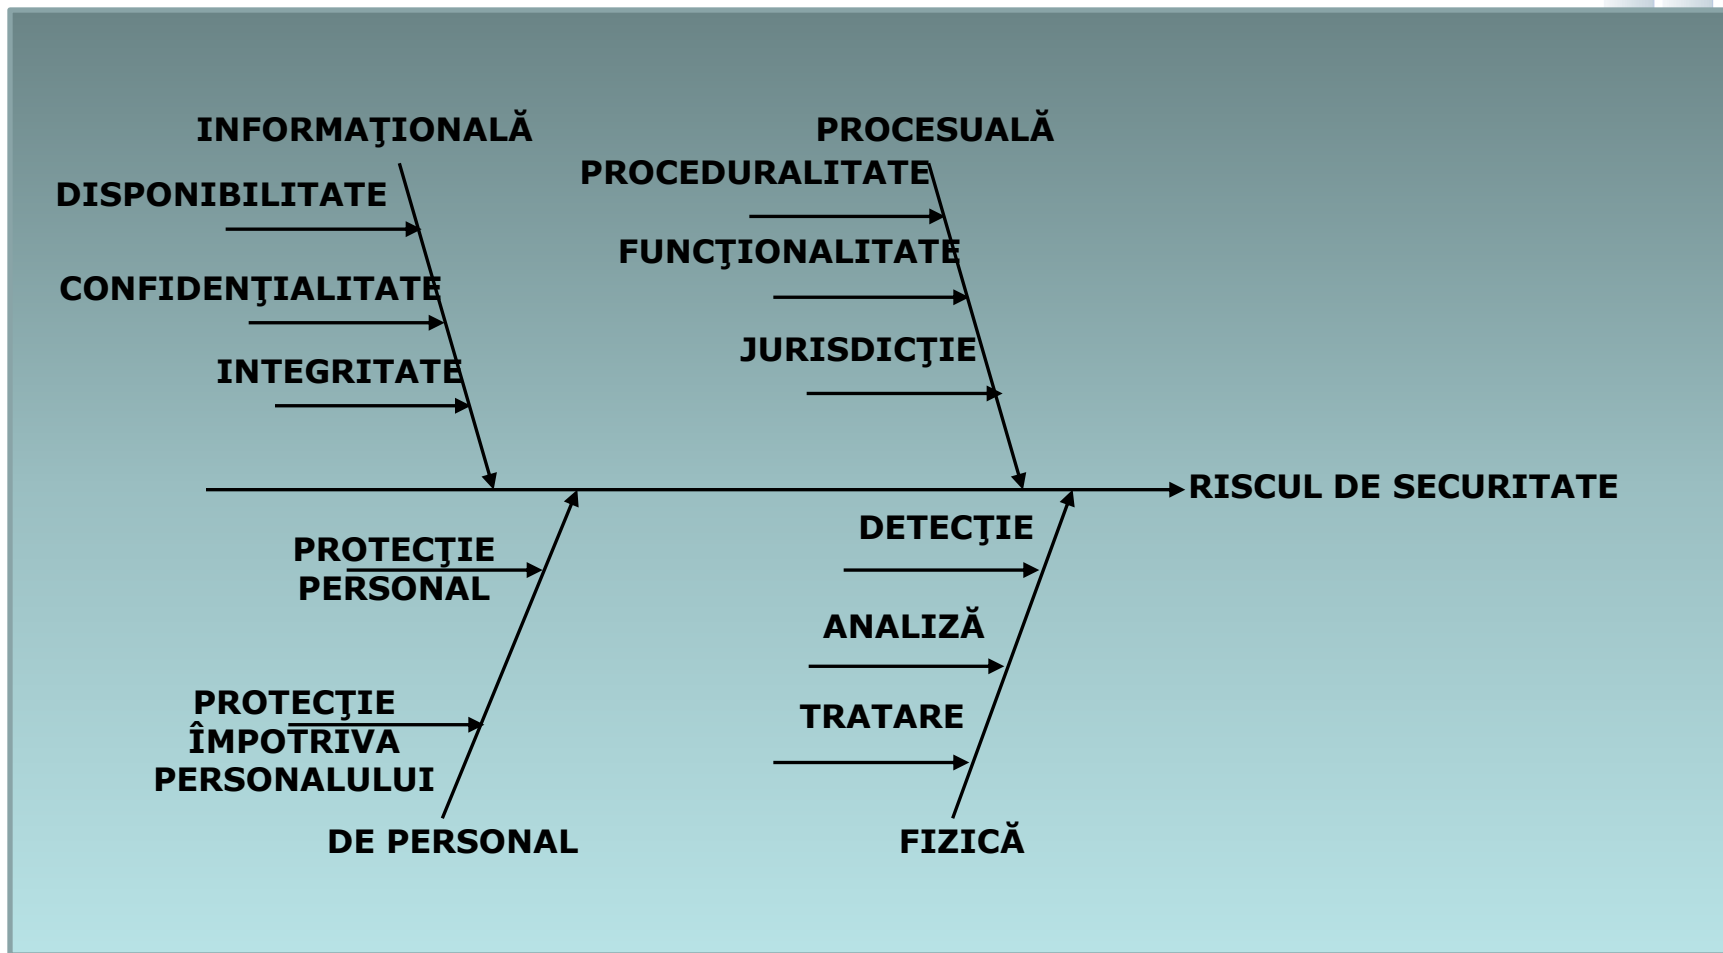 INFORMAŢIONALĂ
DISPONIBILITATE
CONFIDENŢIALITATE
INTEGRITATE
PROCESUALĂ
PROCEDURALITATE
FUNCŢIONALITATE
JURISDICŢIE
RISCUL DE SECURITATE
PROTECŢIE
PERSONAL
PROTECŢIE
ÎMPOTRIVA
PERSONALULUI
DE PERSONAL
DETECŢIE
ANALIZĂ
TRATARE
FIZICĂ